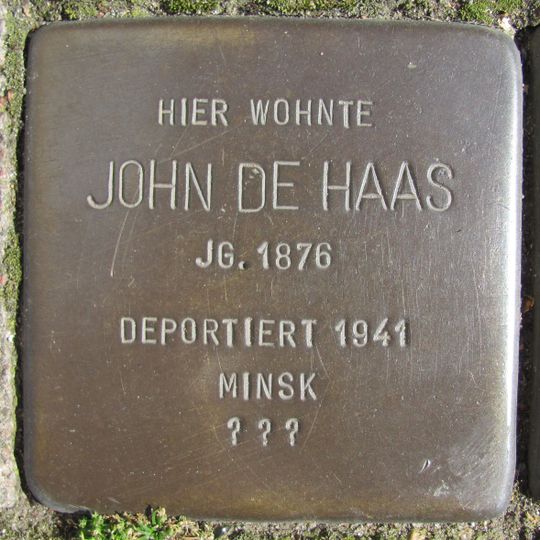 HIER WOHNTE
JOHN DE HAAS
JG. 1876
DEPORTIERT 1941
MINSK
? ? ?